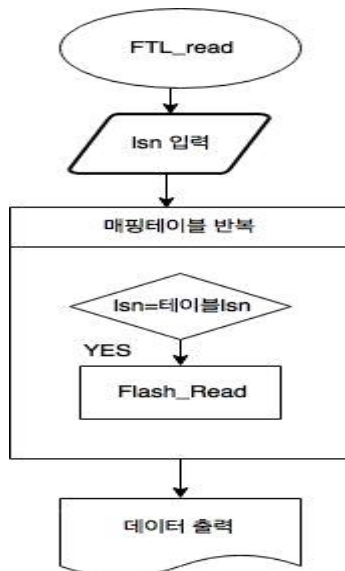 FTL_read
lsn 입력
매핑테이블 반복
lsn=테이블lsn
YES
Flash_Read
데이터 출력